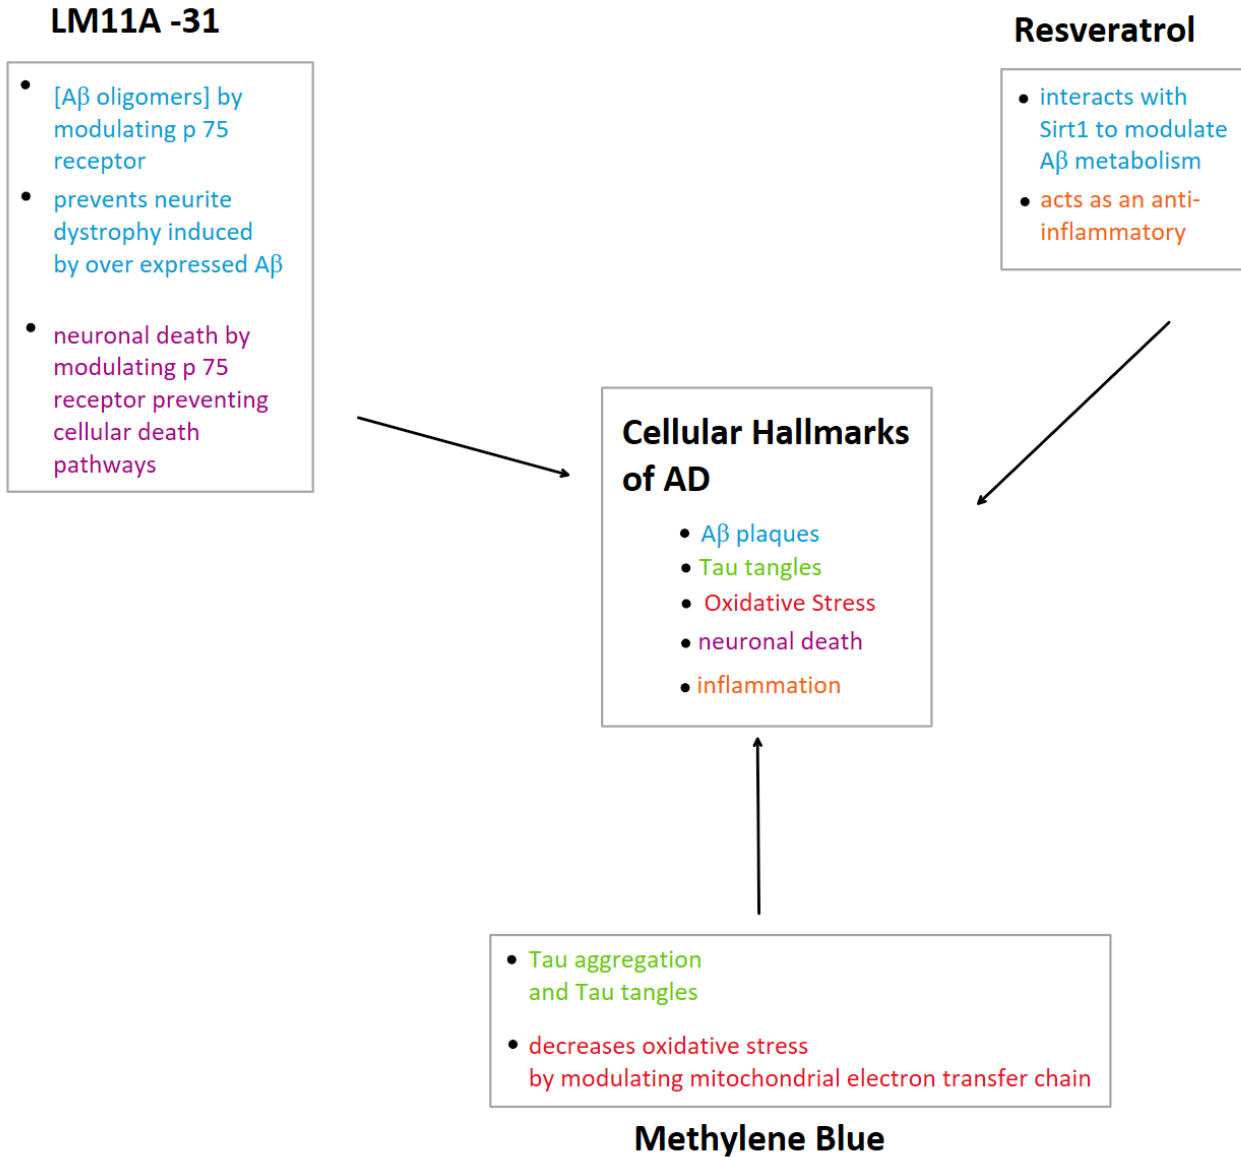 LM11A -31
[Aβ oligomers] by
modulating p 75
receptor
prevents neurite
dystrophy induced
by over expressed Aβ
neuronal death by
modulating p 75
receptor preventing
cellular death
pathways
Resveratrol
interacts with
Sirt1 to modulate
Aβ metabolism
acts as an anti-
inflammatory
Cellular Hallmarks
of AD
Aβ plaques
Tau tangles
Oxidative Stress
neuronal death
inflammation
Tau aggregation
and Tau tangles
decreases oxidative stress
by modulating mitochondrial electron transfer chain
Methylene Blue